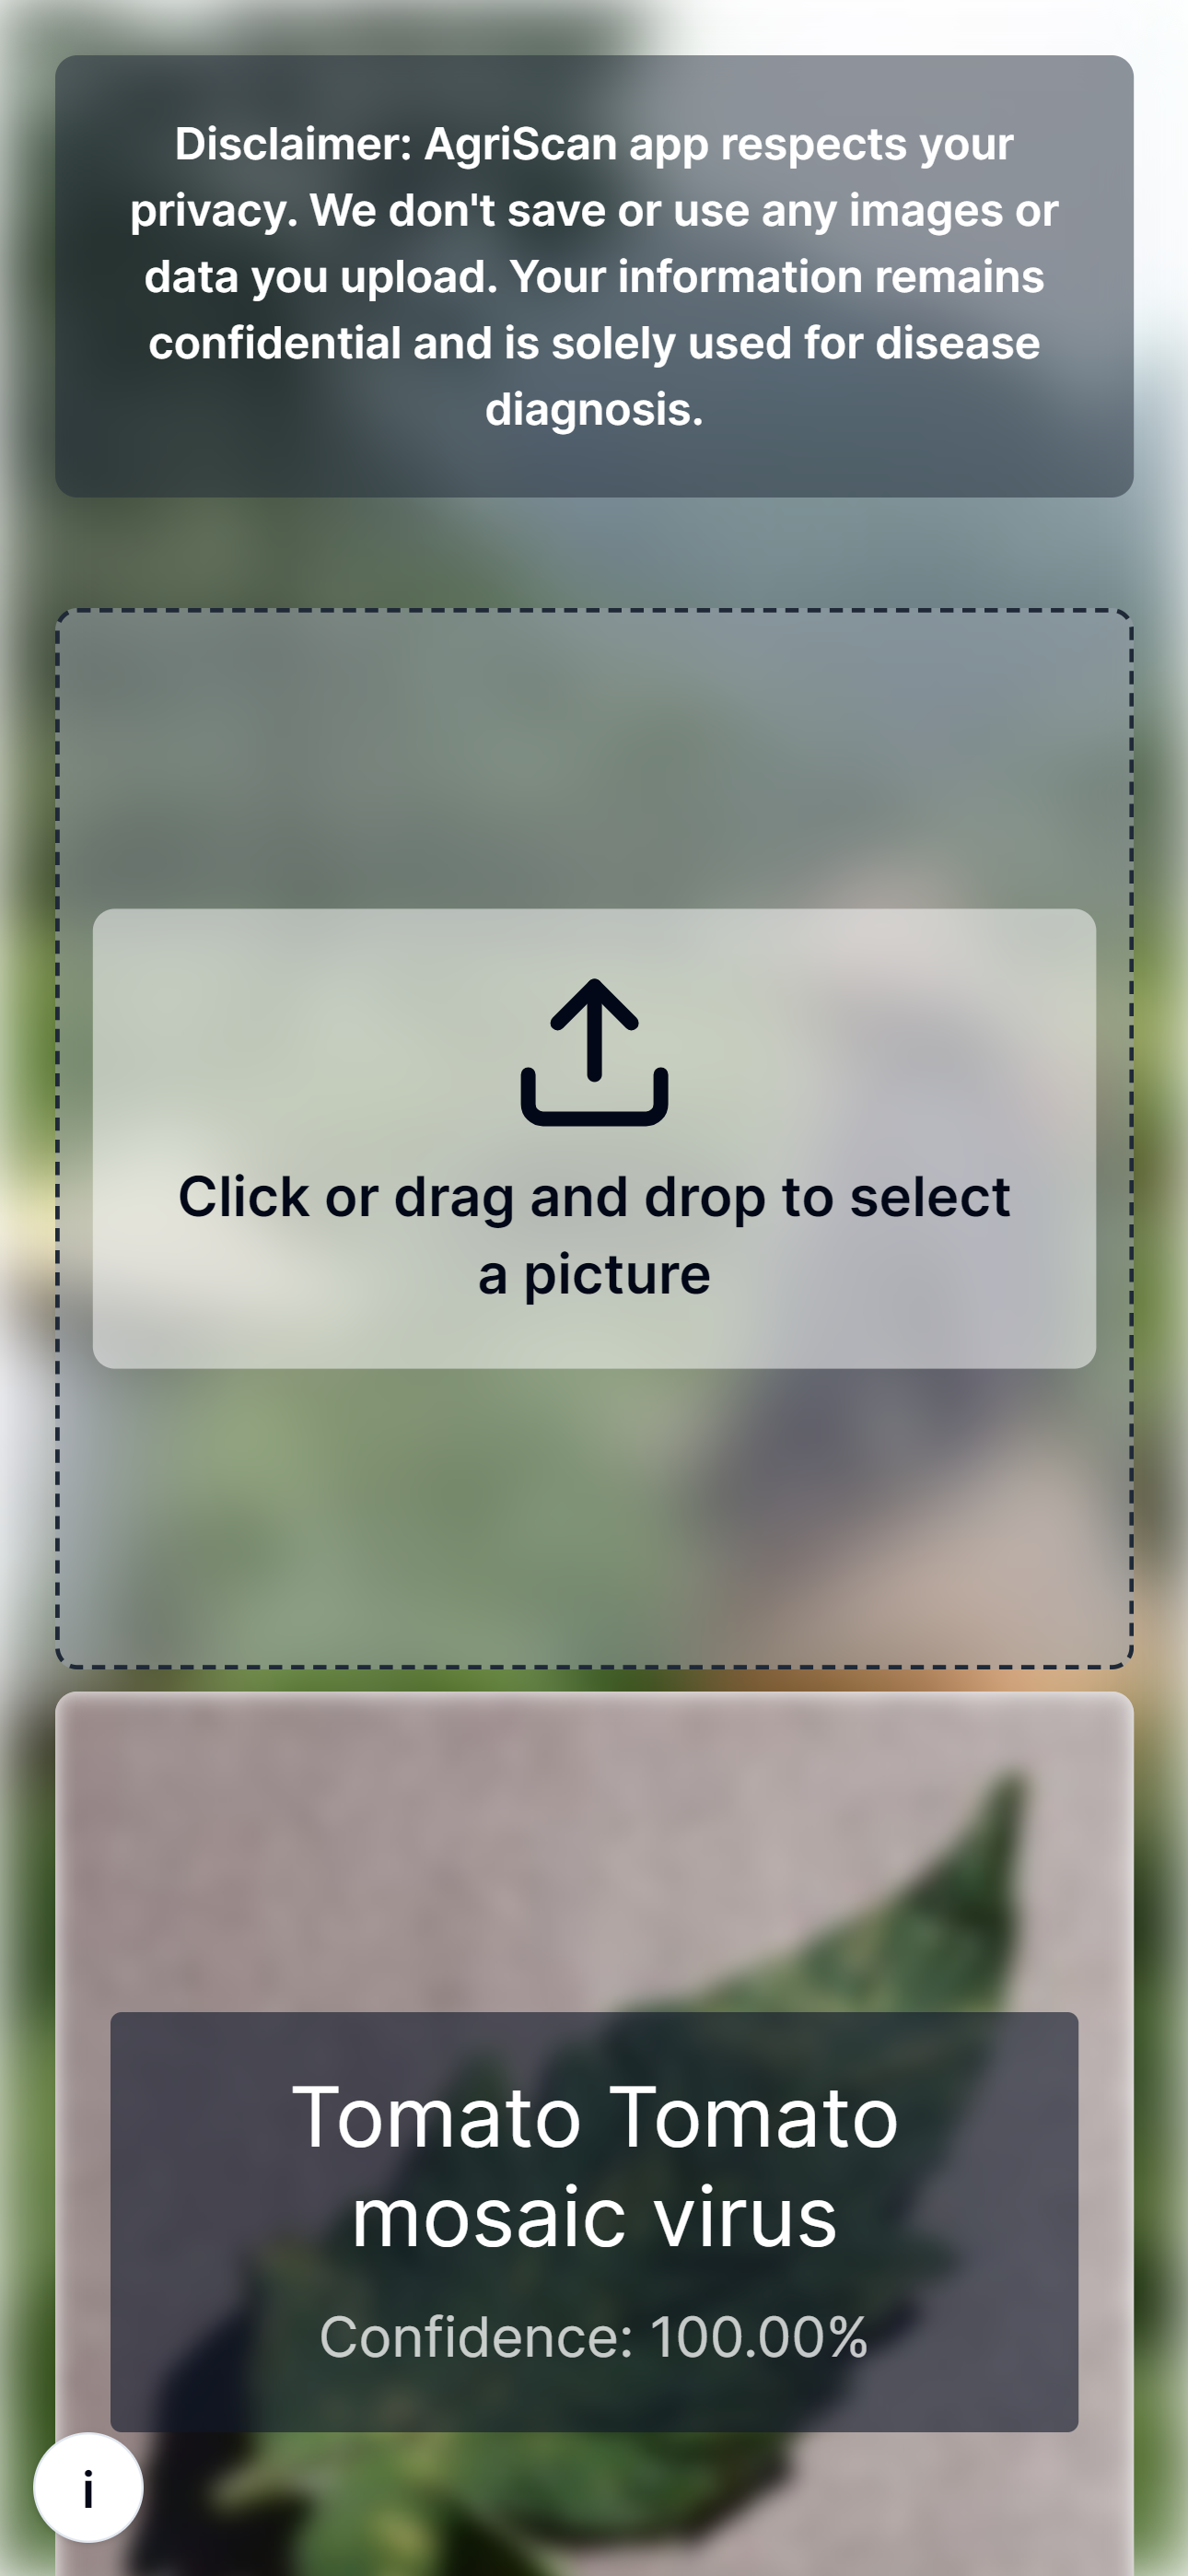 Disclaimer: AgriScan app respects your
privacy. We don't save or use any images or
data you upload. Your information remains
confidential and is solely used for disease
diagnosis.
Click or drag and drop to select
a picture
Tomato Tomato
mosaic virus
Confidence: 100.00%
i